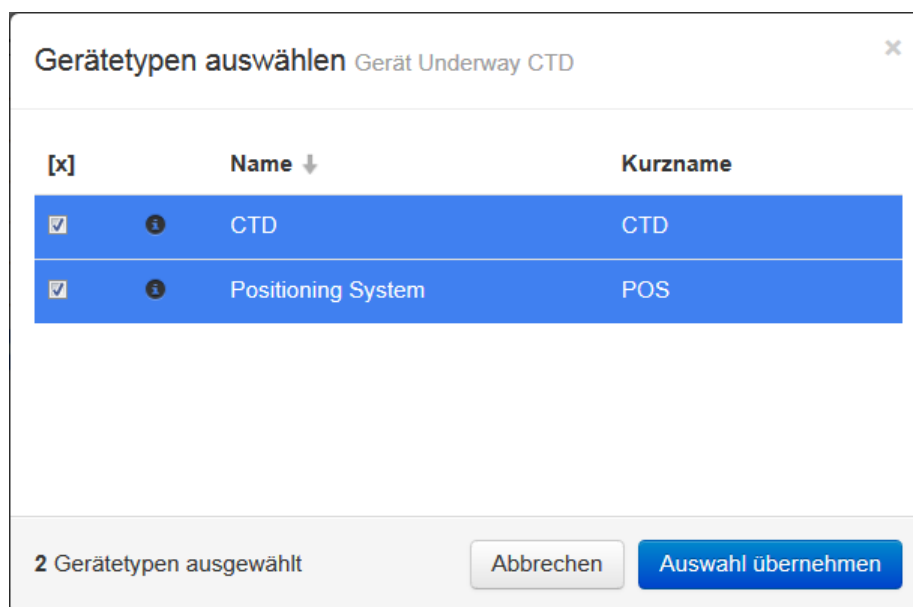 Gerätetypen auswählen Gerät Underway CTD ×
[x] Name Kurzname
CTD CTD
Positioning System POS
2 Gerätetypen ausgewählt Abbrechen Auswahl übernehmen